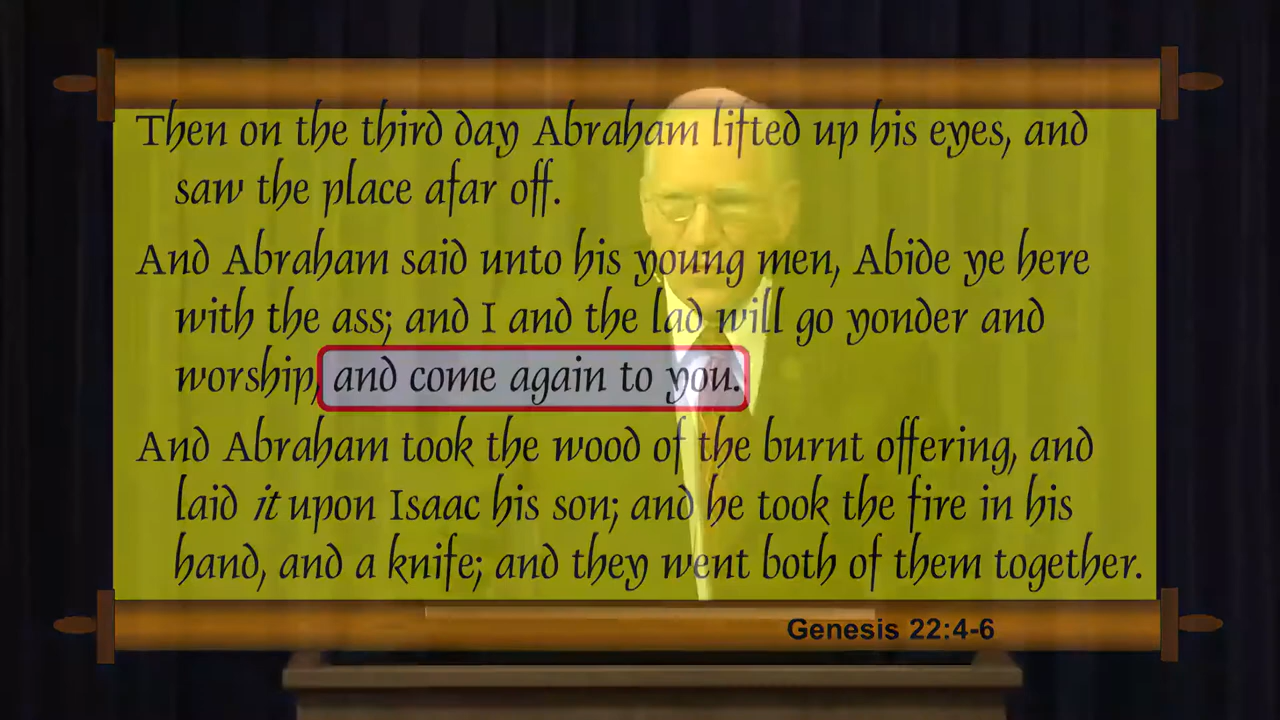 Then on the third day Abraham lifted up his eyes, and
saw the place afar off.
And Abraham said unto his young men, Abide ye here
with the ass; and I and the lad will go yonder and
worship, and come again to you.
And Abraham took the wood of the burnt offering, and
laid it upon Isaac his son; and he took the fire in his
hand, and a knife; and they went both of them together.
Genesis 22:4-6